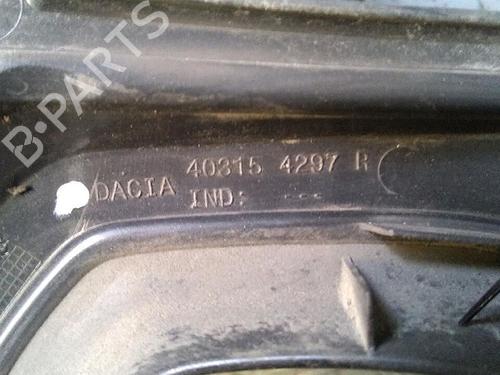 B-PARTS
DACIA 40315 4297 R
IND: ---